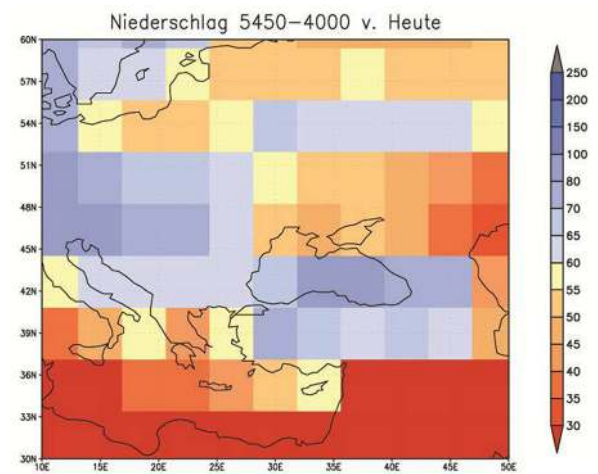 Niederschlag 5450–4000 v. Heute
60N
57N
54N
51N
48N
45N
42N
39N
36N
33N
30N
10E 15E 20E 25E 30E 35E 40E 45E 50E
250
200
150
100
80
70
65
60
55
50
45
40
35
30